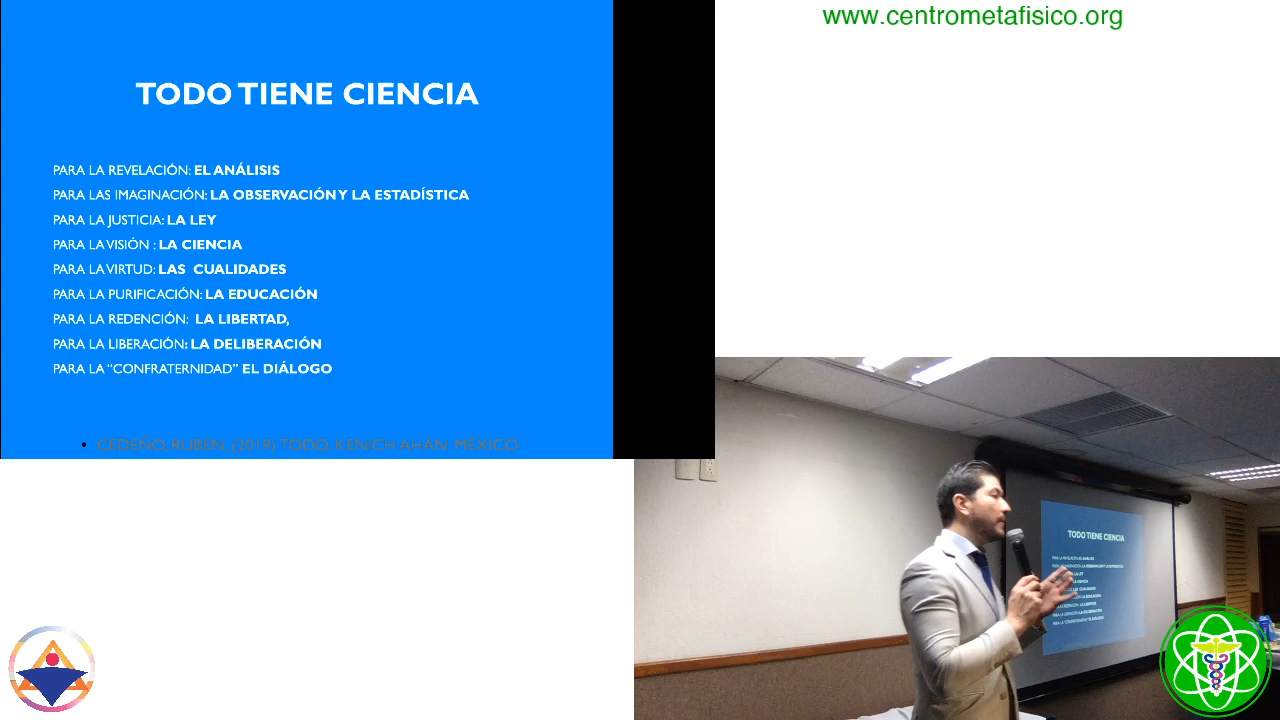 www.centrometafisico.org
TODO TIENE CIENCIA
PARA LA REVELACIÓN: EL ANÁLISIS
PARA LAS IMAGINACIÓN: LA OBSERVACIÓN Y LA ESTADÍSTICA
PARA LA JUSTICIA: LA LEY
PARA LA VISIÓN : LA CIENCIA
PARA LA VIRTUD: LAS CUALIDADES
PARA LA PURIFICACIÓN: LA EDUCACIÓN
PARA LA REDENCIÓN: LA LIBERTAD,
PARA LA LIBERACIÓN: LA DELIBERACIÓN
PARA LA “CONFRATERNIDAD” EL DIÁLOGO
• CEDEÑO, RUBÉN, (2019) TODO. KENICH AHAN: MÉXICO
TODO TIENE CIENCIA